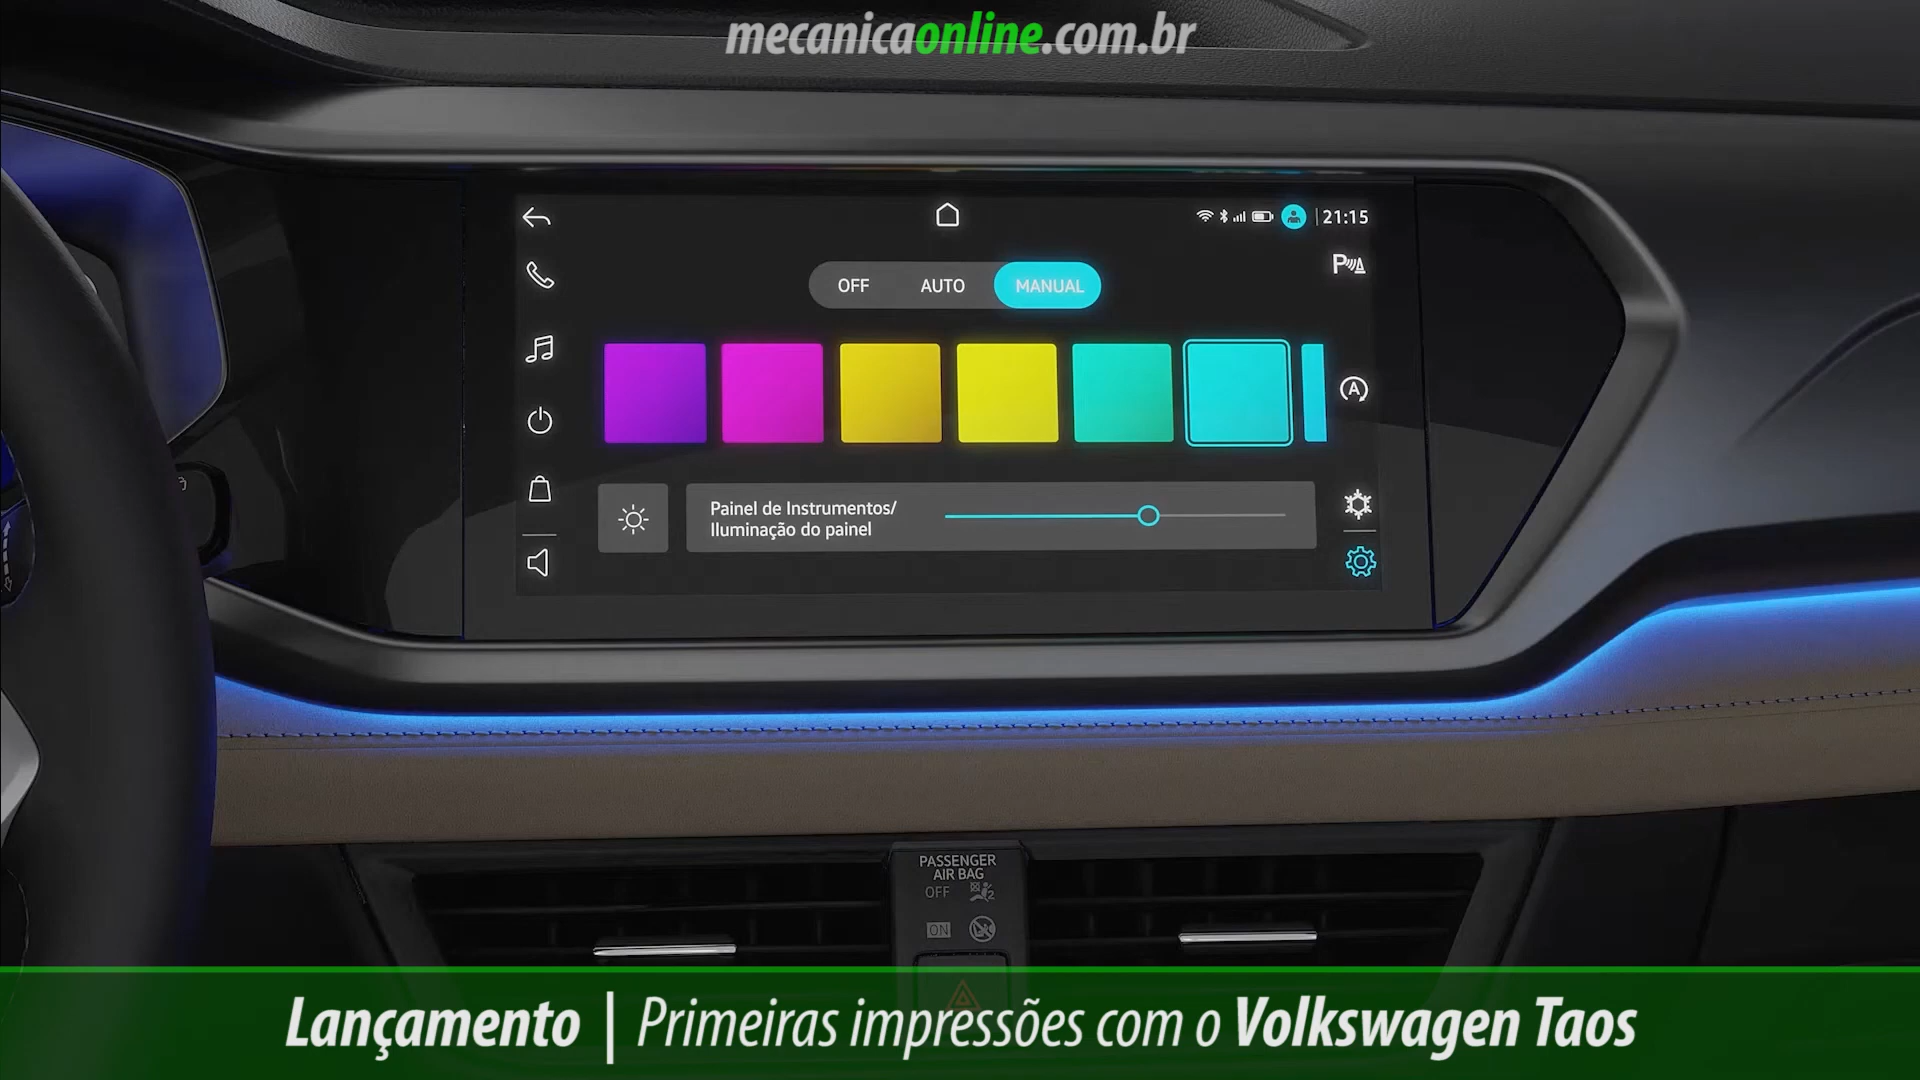 mecanicaonline.com.br
21:15
OFF AUTO MANUAL
P
A
Painel de Instrumentos/
Iluminação do painel
PASSENGER
AIR BAG
OFF
2
ON
Lançamento | Primeiras impressões com o Volkswagen Taos